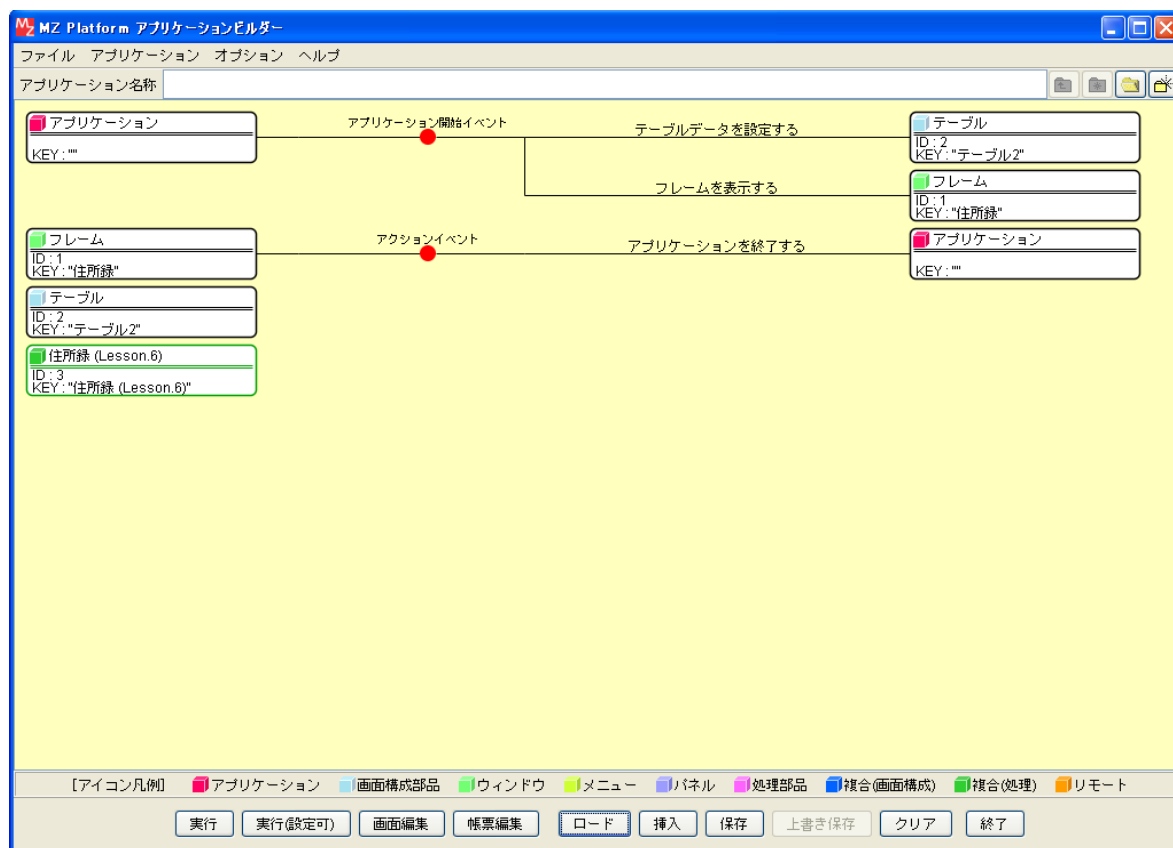 MZ Platform アプリケーションビルダー
ファイル アプリケーション オプション ヘルプ
アプリケーション名称
アプリケーション
KEY : ""
アプリケーション開始イベント
テーブルデータを設定する
テーブル
ID : 2
KEY : "テーブル2"
フレームを表示する
フレーム
ID : 1
KEY : "住所録"
フレーム
ID : 1
KEY : "住所録"
アクションイベント
アプリケーションを終了する
アプリケーション
KEY : ""
テーブル
ID : 2
KEY : "テーブル2"
住所録 (Lesson.6)
ID : 3
KEY : "住所録 (Lesson.6)"
[アイコン凡例] アプリケーション 画面構成部品 ウィンドウ メニュー パネル 処理部品 複合(画面構成) 複合(処理) リモート
実行 実行(設定可) 画面編集 帳票編集 ロード 挿入 保存 上書き保存 クリア 終了